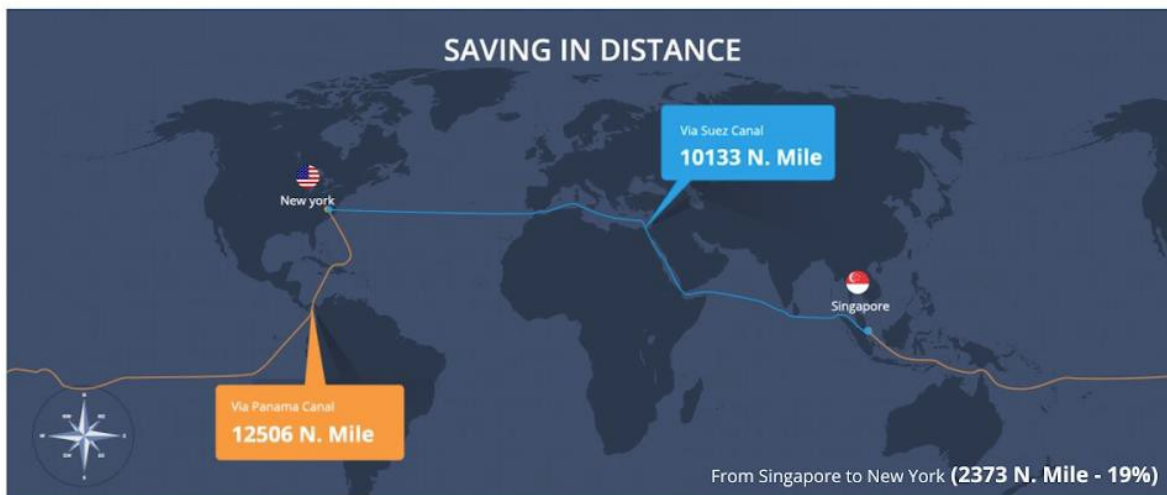 SAVING IN DISTANCE
Via Suez Canal
10133 N. Mile
New york
Singapore
Via Panama Canal
12506 N. Mile
From Singapore to New York (2373 N. Mile - 19%)